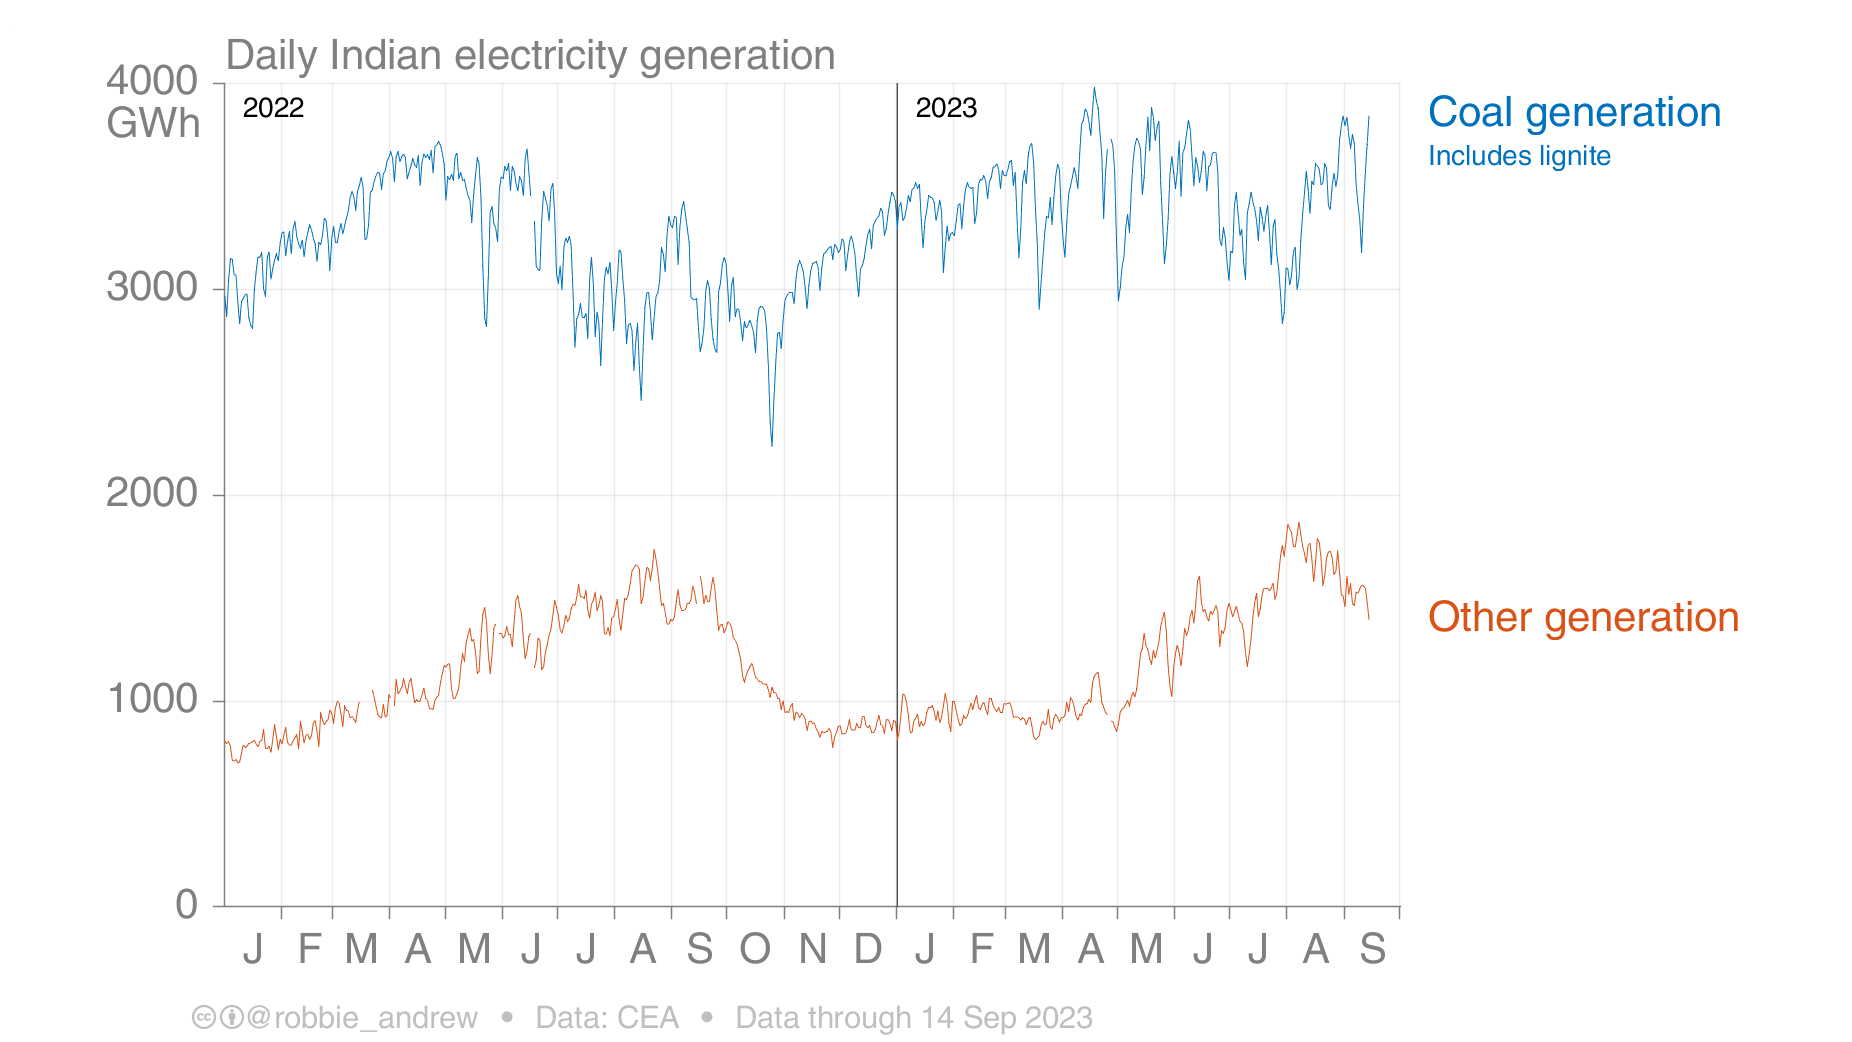 Daily Indian electricity generation
4000
GWh
2022
2023
Coal generation
Includes lignite
3000
2000
Other generation
1000
0
J F M A M J J A S O N D J F M A M J J A S
@robbie_andrew • Data: CEA • Data through 14 Sep 2023